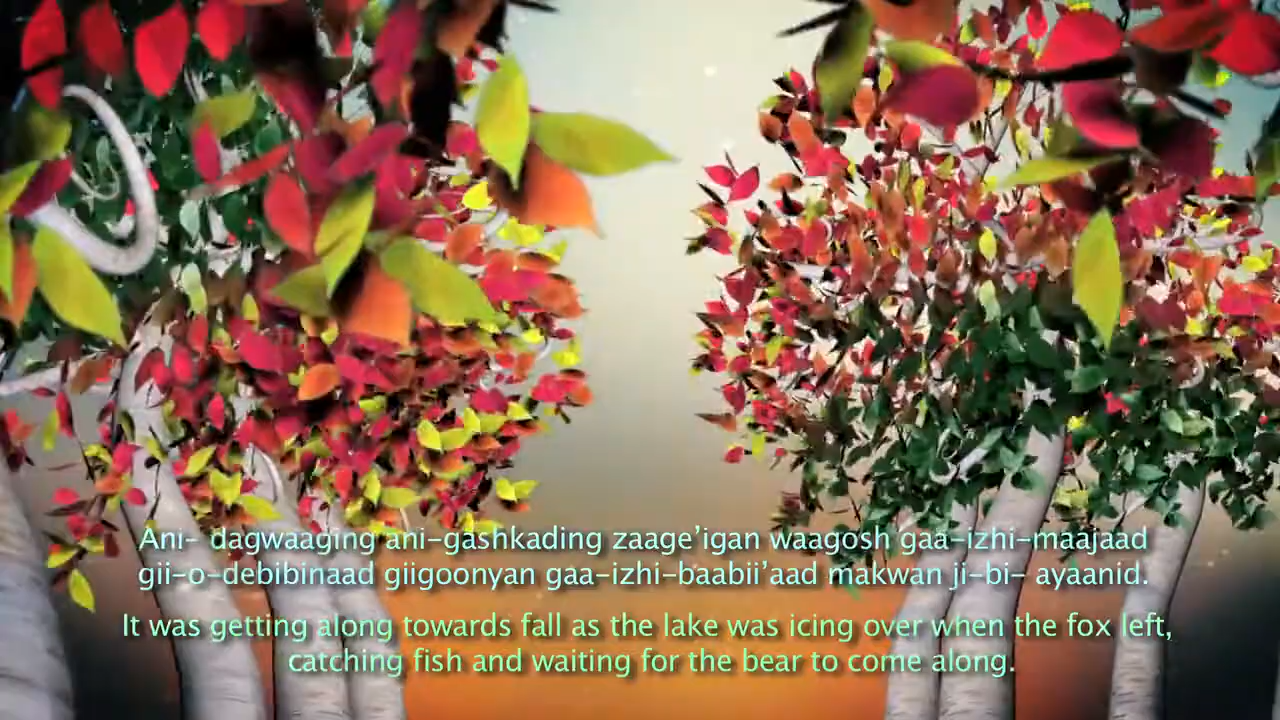 Ani- dagwaaging ani-gashkading zaage’igan waagosh gaa-izhi-maajaad
gii-o-debibinaad giigoonyan gaa-izhi-baabii’aad makwan ji-bi- ayaanid.
It was getting along towards fall as the lake was icing over when the fox left,
catching fish and waiting for the bear to come along.